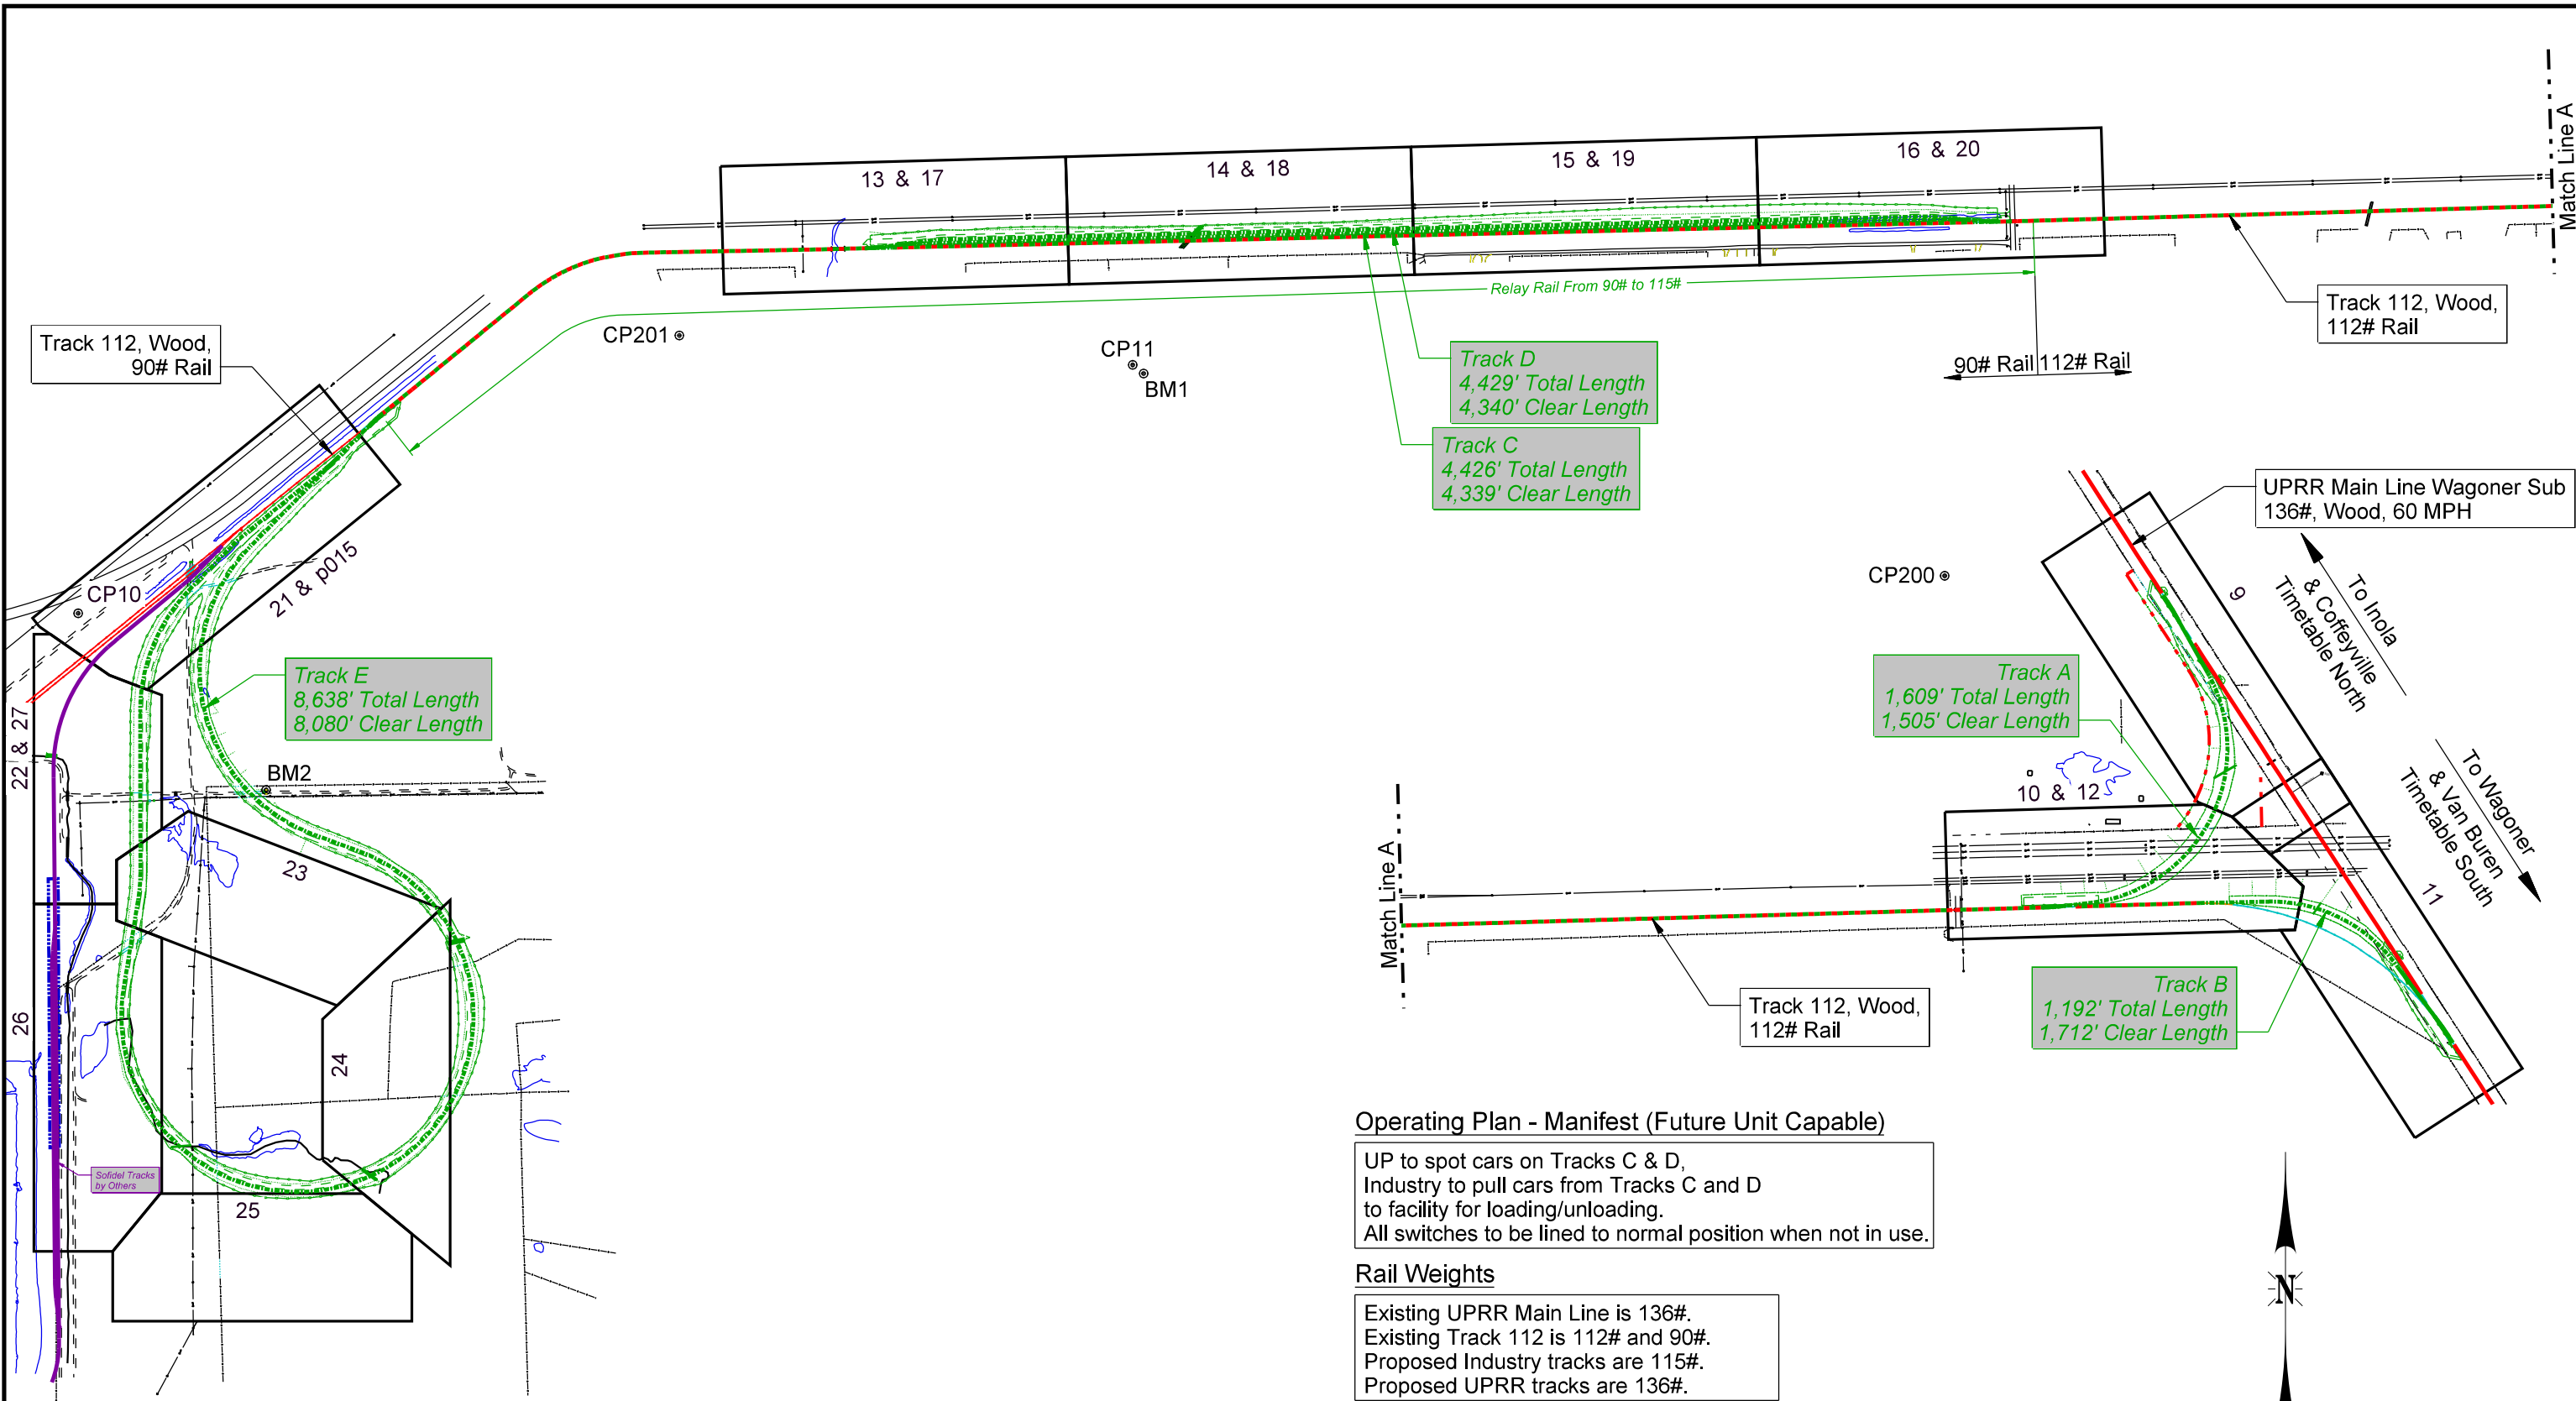 Match Line A
13 & 17
14 & 18
15 & 19
16 & 20
Relay Rail From 90# to 115#
Track 112, Wood,
112# Rail
Track 112, Wood,
90# Rail
CP201
CP11
BM1
90# Rail
112# Rail
Track D
4,429' Total Length
4,340' Clear Length
Track C
4,426' Total Length
4,339' Clear Length
UPRR Main Line Wagoner Sub
136#, Wood, 60 MPH
CP200
9
To Inola
& Coffeyville
Timetable North
CP10
21 & p015
Track E
8,638' Total Length
8,080' Clear Length
Track A
1,609' Total Length
1,505' Clear Length
22 & 27
BM2
10 & 12
To Wagoner
& Van Buren
Timetable South
23
Match Line A
11
Track B
1,192' Total Length
1,712' Clear Length
Track 112, Wood,
112# Rail
26
24
Sofidel Tracks
by Others
25
Operating Plan - Manifest (Future Unit Capable)
UP to spot cars on Tracks C & D,
Industry to pull cars from Tracks C and D
to facility for loading/unloading.
All switches to be lined to normal position when not in use.
Rail Weights
Existing UPRR Main Line is 136#.
Existing Track 112 is 112# and 90#.
Proposed Industry tracks are 115#.
Proposed UPRR tracks are 136#.
N